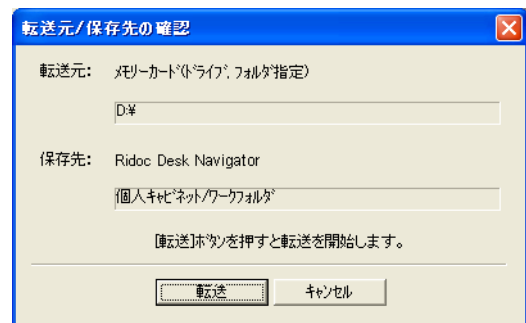 転送元/保存先の確認
転送元: ﾒﾓﾘｰｶｰﾄﾞ(ﾄﾞﾗｲﾌﾞ, ﾌｫﾙﾀﾞ指定)
D:¥
保存先: Ridoc Desk Navigator
個人ｷｬﾋﾞﾈｯﾄ/ﾜｰｸﾌｫﾙﾀﾞ
[転送]ﾎﾞﾀﾝを押すと転送を開始します。
転送 ｷｬﾝｾﾙ